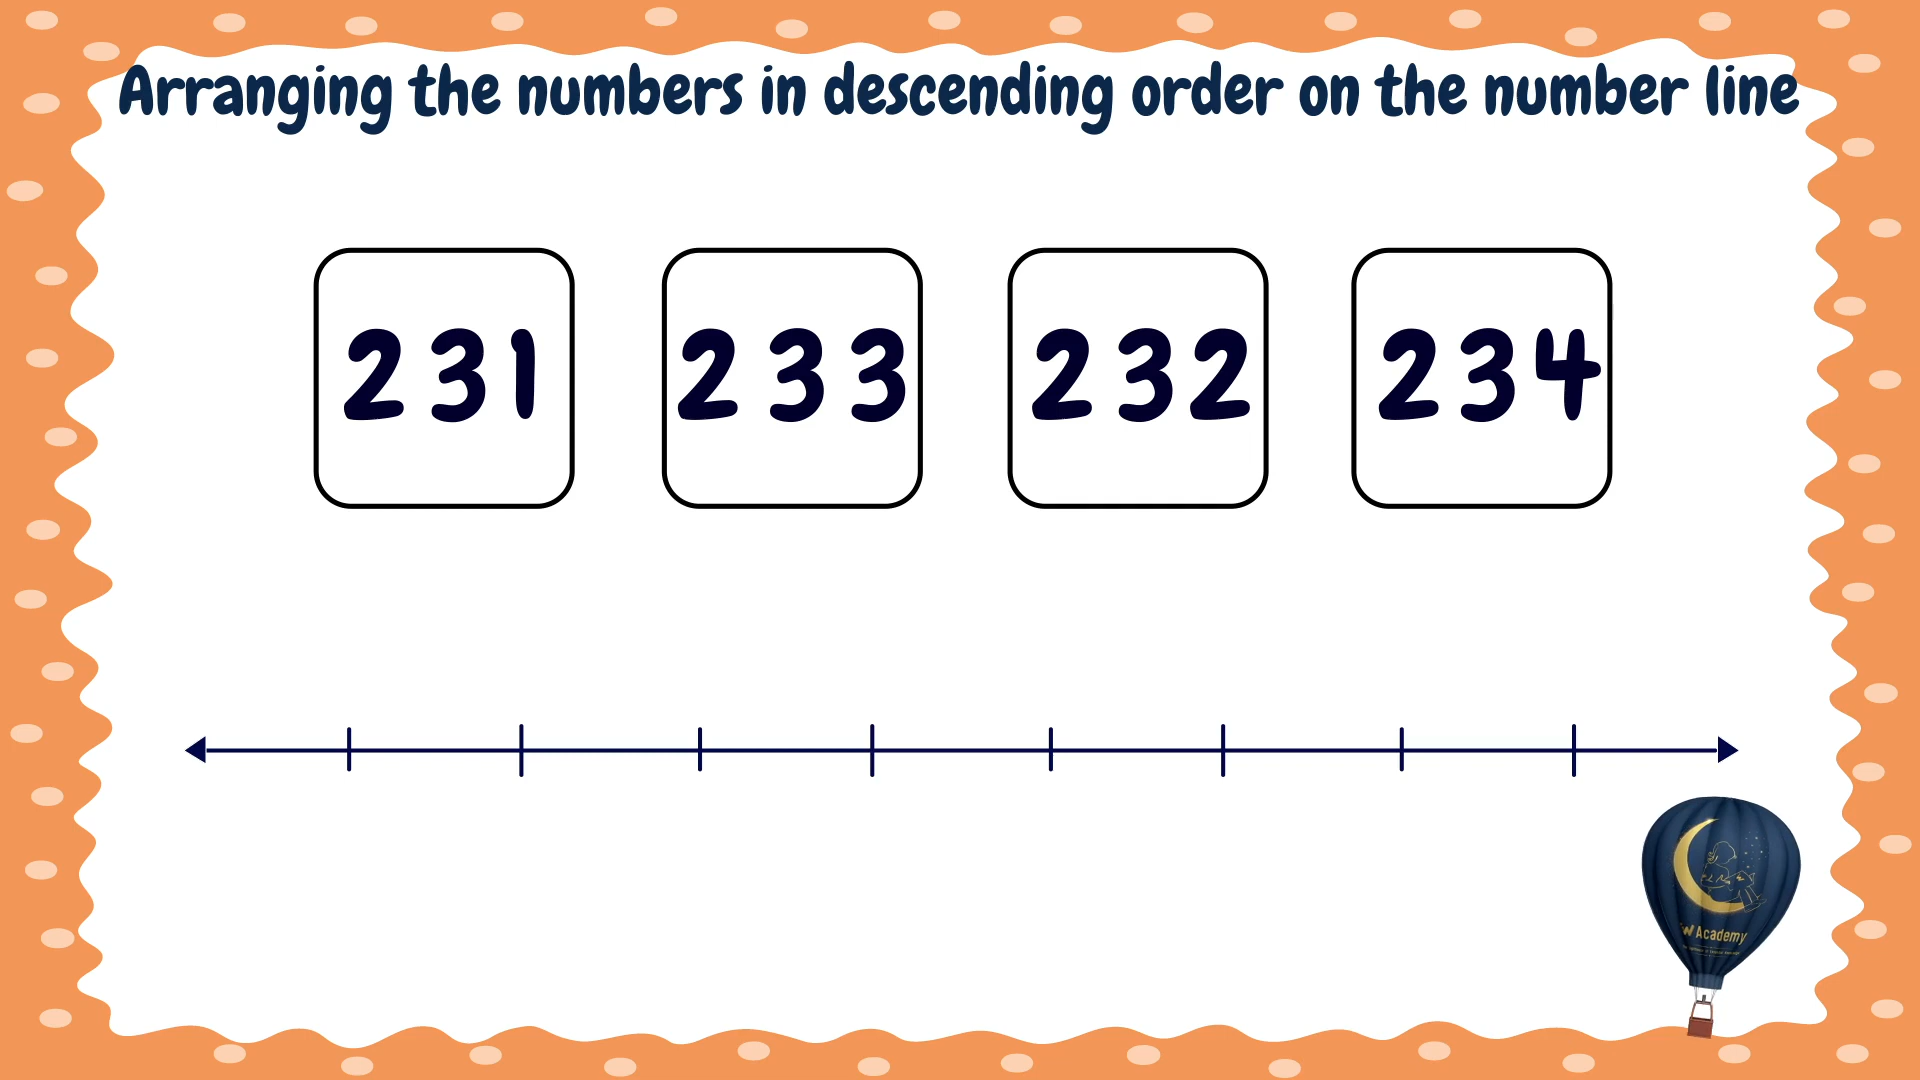 Arranging the numbers in descending order on the number line
231 233 232 234
Academy